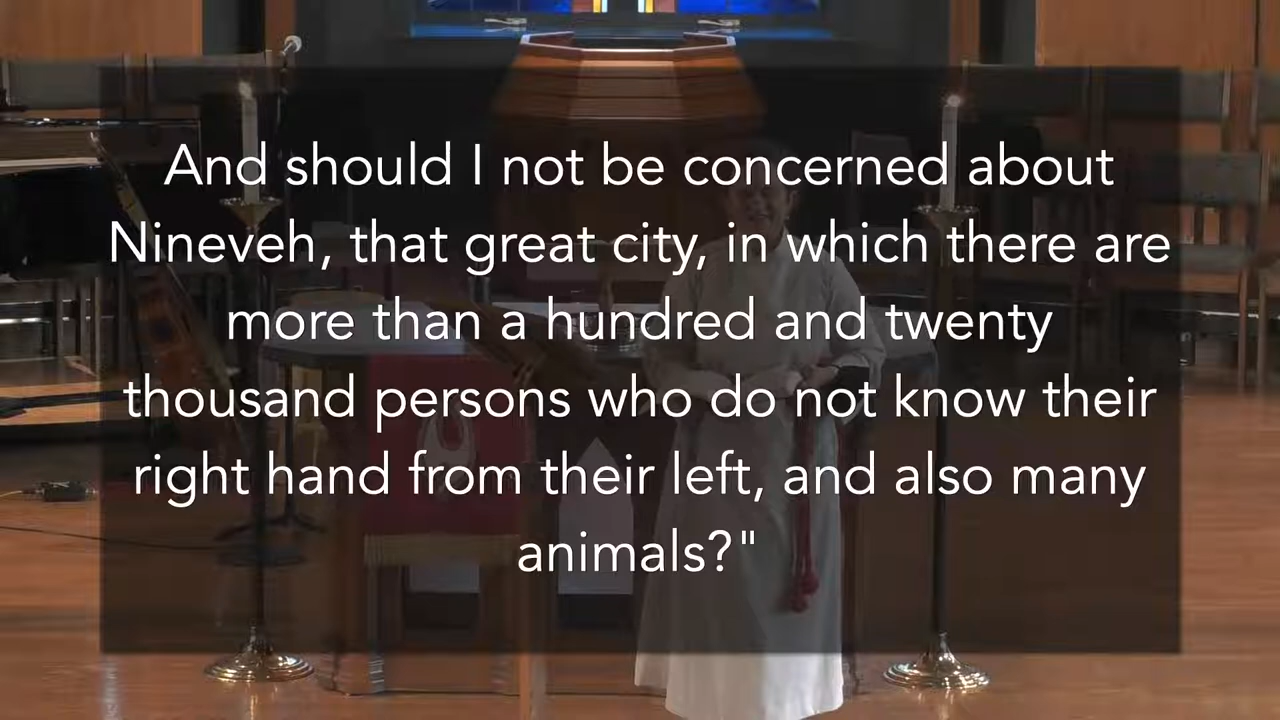 And should I not be concerned about
Nineveh, that great city, in which there are
more than a hundred and twenty
thousand persons who do not know their
right hand from their left, and also many
animals?"